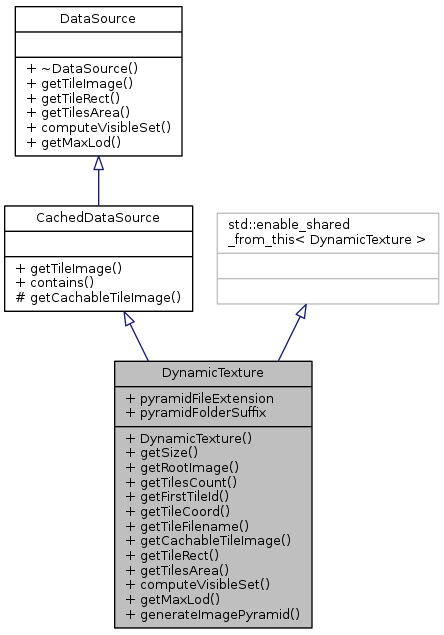 DataSource
+ ~DataSource()
+ getTileImage()
+ getTileRect()
+ getTilesArea()
+ computeVisibleSet()
+ getMaxLod()
CachedDataSource
+ getTileImage()
+ contains()
# getCachableTileImage()
std::enable_shared
_from_this< DynamicTexture >
DynamicTexture
+ pyramidFileExtension
+ pyramidFolderSuffix
+ DynamicTexture()
+ getSize()
+ getRootImage()
+ getTilesCount()
+ getFirstTileId()
+ getTileCoord()
+ getTileFilename()
+ getCachableTileImage()
+ getTileRect()
+ getTilesArea()
+ computeVisibleSet()
+ getMaxLod()
+ generateImagePyramid()